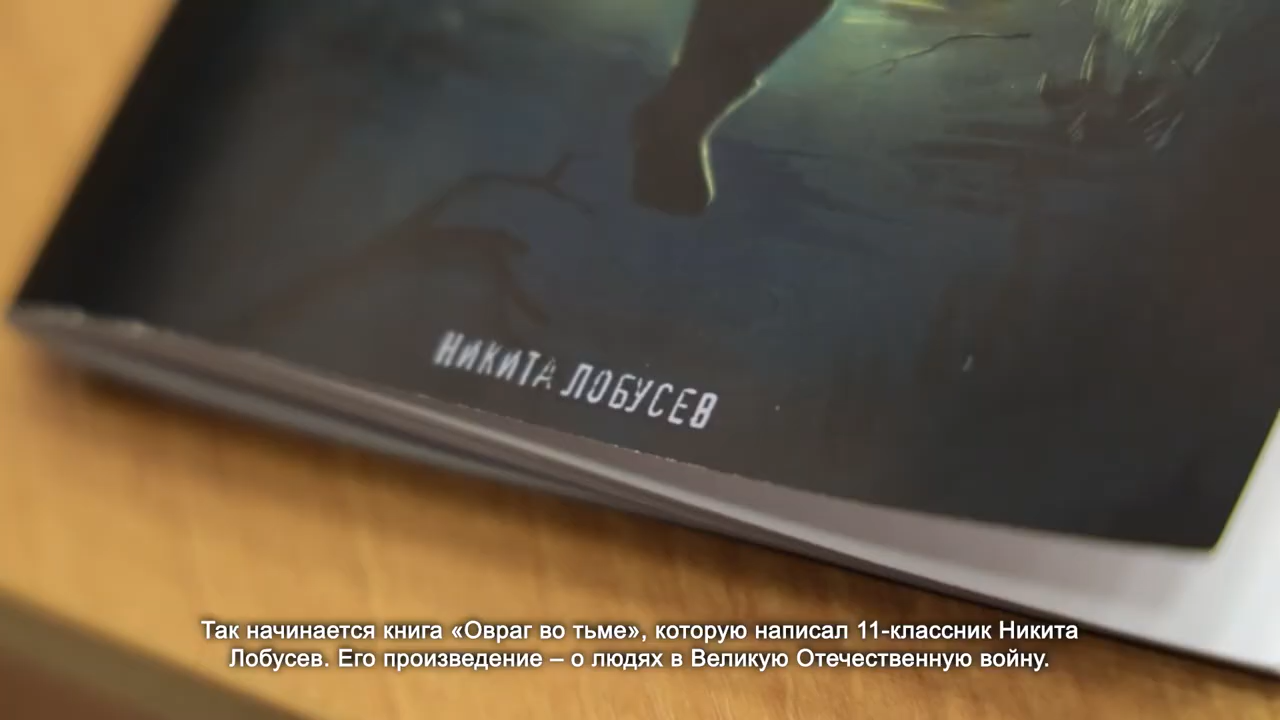 НИКИТА ЛОБУСЕВ
Так начинается книга «Овраг во тьме», которую написал 11-классник Никита
Лобусев. Его произведение – о людях в Великую Отечественную войну.